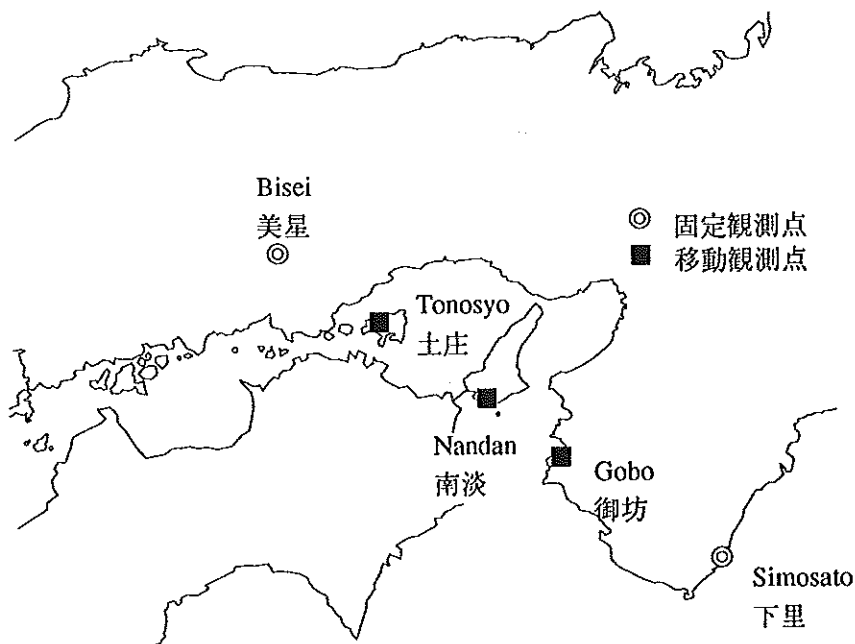 Bisei
美星
◎ 固定観測点
■ 移動観測点
Tonosyo
土庄
Nandan
南淡
Gobo
御坊
Simosato
下里